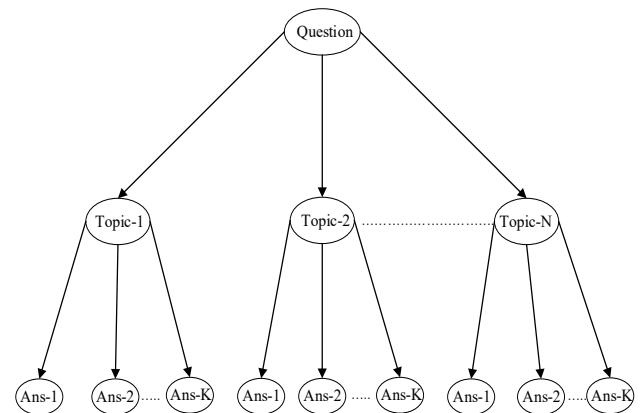 Question
Topic-1 Topic-2 ........................ Topic-N
Ans-1 Ans-2 ..... Ans-K Ans-1 Ans-2 ..... Ans-K Ans-1 Ans-2 ..... Ans-K